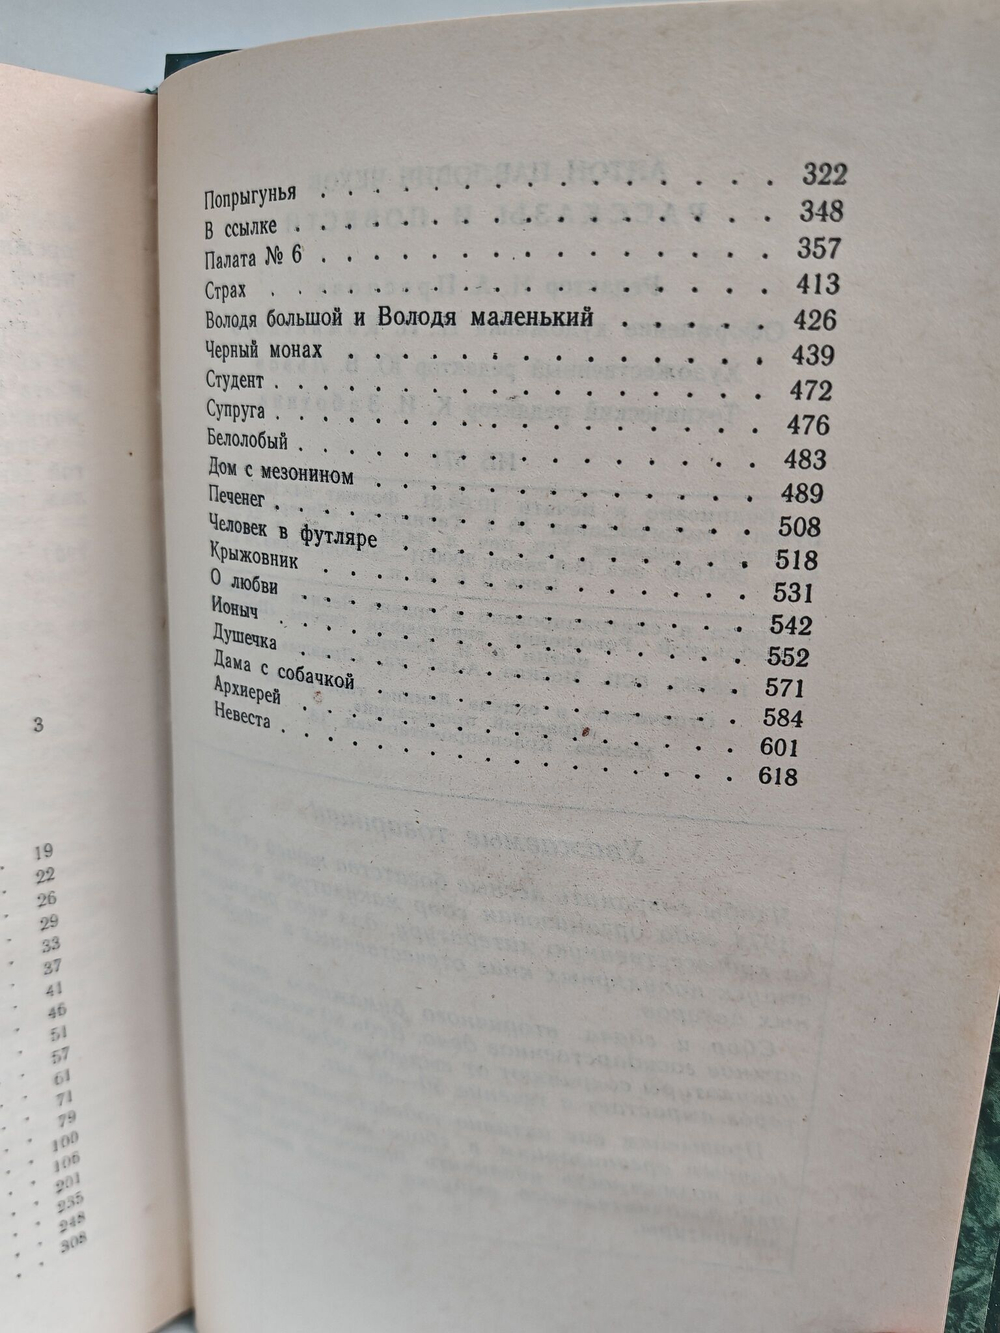 3
19
22
26
29
33
37
41
46
51
57
61
71
79
100
106
201
235
248
308
Попрыгунья . . . . . . . . . . . . . . . . . . 322
В ссылке . . . . . . . . . . . . . . . . . . . 348
Палата № 6 . . . . . . . . . . . . . . . . . . 357
Страх . . . . . . . . . . . . . . . . . . . . 413
Володя большой и Володя маленький . . . . . . 426
Черный монах . . . . . . . . . . . . . . . . . 439
Студент . . . . . . . . . . . . . . . . . . . 472
Супруга . . . . . . . . . . . . . . . . . . . 476
Белолобый . . . . . . . . . . . . . . . . . . 483
Дом с мезонином . . . . . . . . . . . . . . . 489
Печенег . . . . . . . . . . . . . . . . . . . 508
Человек в футляре . . . . . . . . . . . . . . 518
Крыжовник . . . . . . . . . . . . . . . . . . 531
О любви . . . . . . . . . . . . . . . . . . . 542
Ионыч . . . . . . . . . . . . . . . . . . . . 552
Душечка . . . . . . . . . . . . . . . . . . . 571
Дама с собачкой . . . . . . . . . . . . . . . 584
Архиерей . . . . . . . . . . . . . . . . . . . 601
Невеста . . . . . . . . . . . . . . . . . . . 618